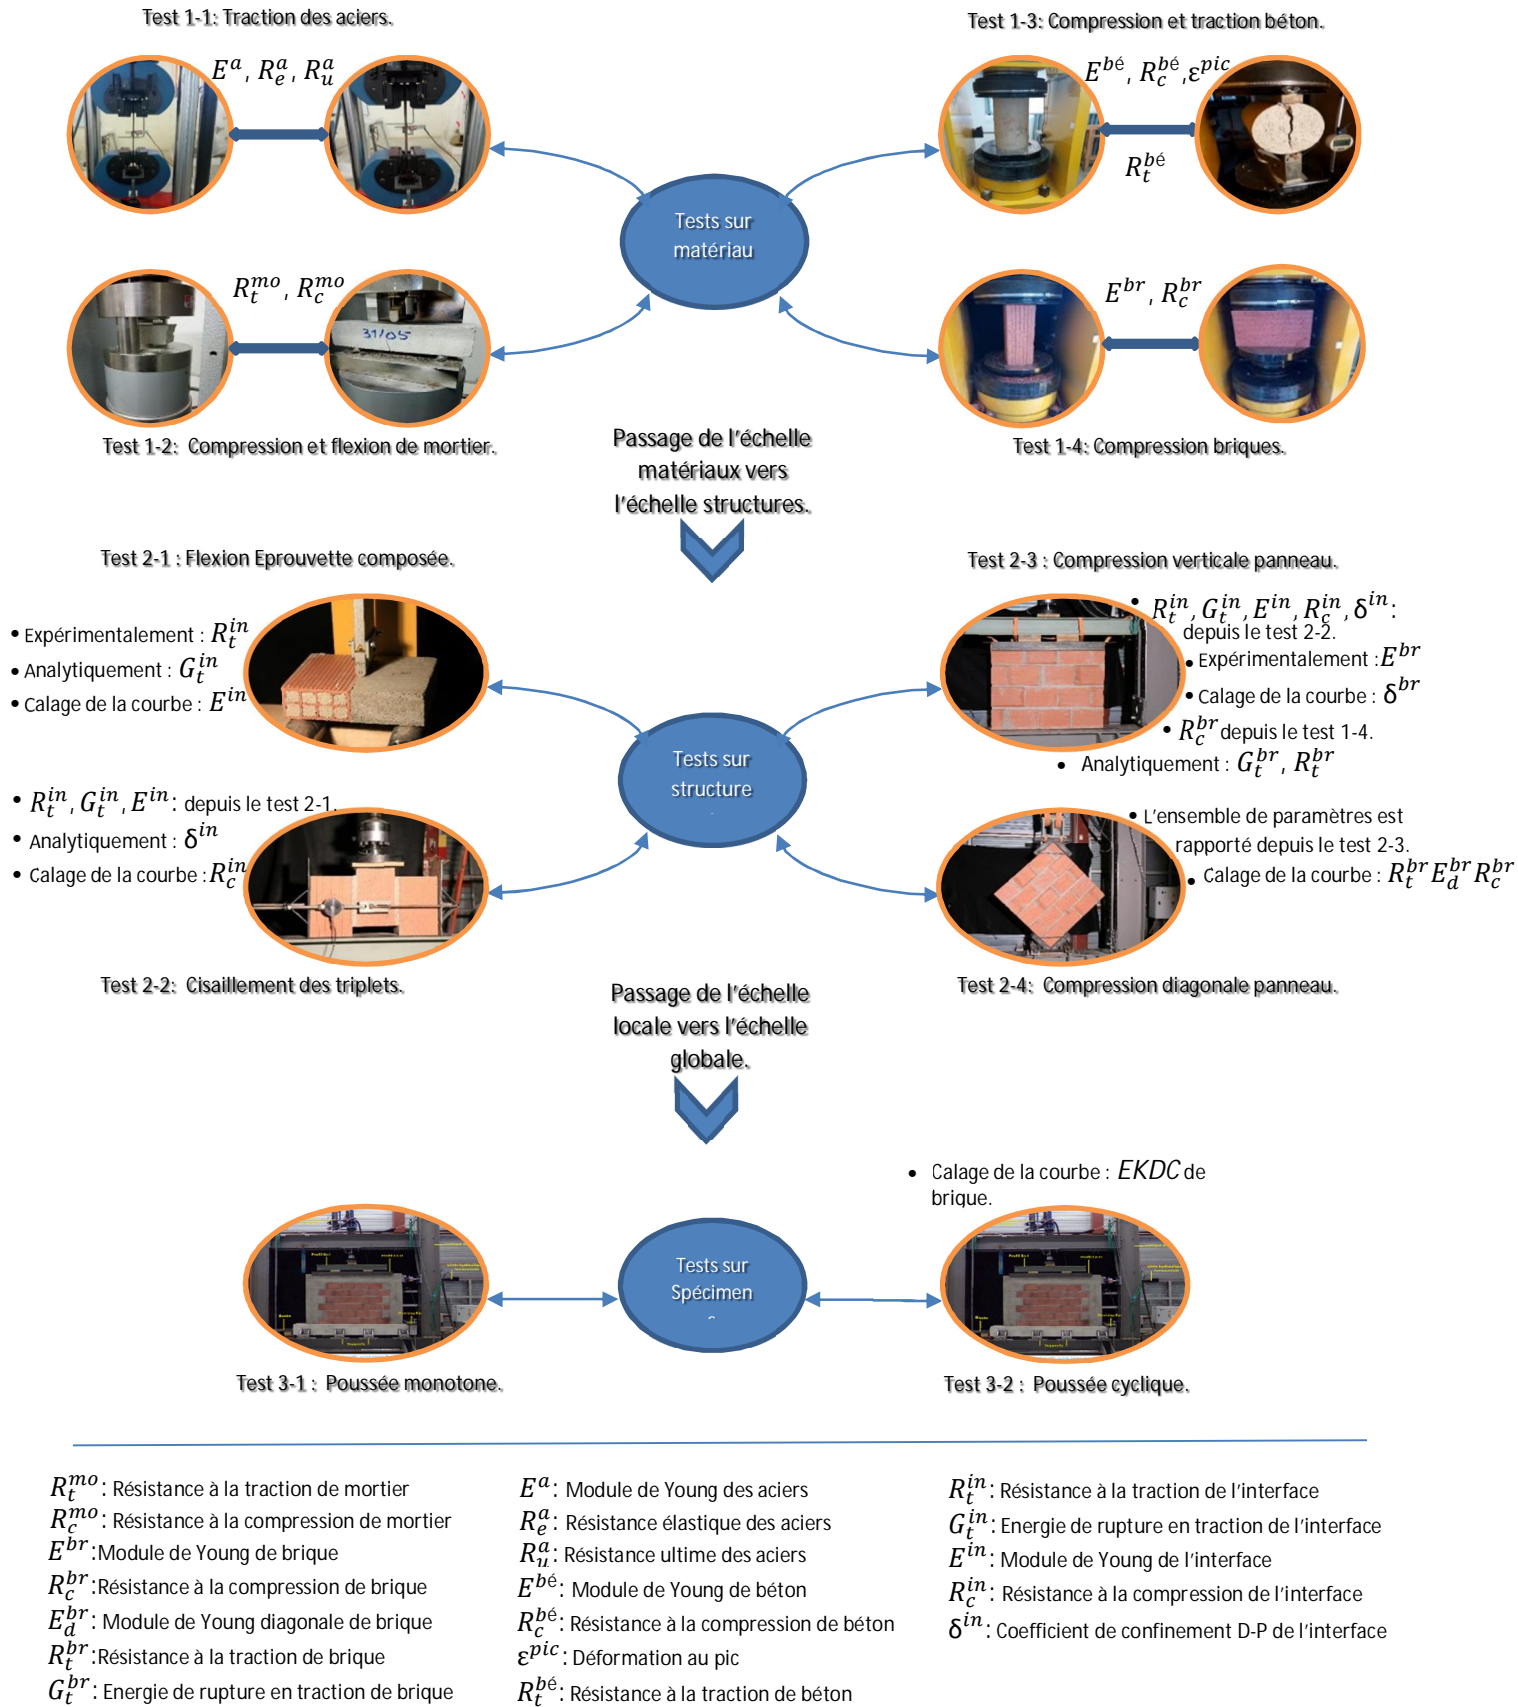 Test 1-1: Traction des aciers.
Test 1-3: Compression et traction béton.
E^a, R_e^a, R_u^a
E^bé, R_c^bé, ε^pic
R_t^bé
Tests sur
matériau
R_t^mo, R_c^mo
31/05
E^br, R_c^br
Test 1-2: Compression et flexion de mortier.
Test 1-4: Compression briques.
Passage de l'échelle
matériaux vers
l'échelle structures.
Test 2-1 : Flexion Eprouvette composée.
Test 2-3 : Compression verticale panneau.
• Expérimentalement : R_t^in
• Analytiquement : G_t^in
• Calage de la courbe : E^in
• R_t^in, G_t^in, E^in, R_c^in, δ^in:
depuis le test 2-2.
• Expérimentalement : E^br
• Calage de la courbe : δ^br
• R_c^br depuis le test 1-4.
• Analytiquement : G_t^br, R_t^br
Tests sur
structure
• R_t^in, G_t^in, E^in: depuis le test 2-1.
• Analytiquement : δ^in
• Calage de la courbe : R_c^in
• L'ensemble de paramètres est
rapporté depuis le test 2-3.
• Calage de la courbe : R_t^br E_d^br R_c^br
Test 2-2: Cisaillement des triplets.
Test 2-4: Compression diagonale panneau.
Passage de l'échelle
locale vers l'échelle
globale.
• Calage de la courbe : EKDC de
brique.
Tests sur
Spécimen
Test 3-1 : Poussée monotone.
Test 3-2 : Poussée cyclique.
R_t^mo: Résistance à la traction de mortier
R_c^mo: Résistance à la compression de mortier
E^br: Module de Young de brique
R_c^br: Résistance à la compression de brique
E_d^br: Module de Young diagonale de brique
R_t^br: Résistance à la traction de brique
G_t^br: Energie de rupture en traction de brique
E^a: Module de Young des aciers
R_e^a: Résistance élastique des aciers
R_u^a: Résistance ultime des aciers
E^bé: Module de Young de béton
R_c^bé: Résistance à la compression de béton
ε^pic: Déformation au pic
R_t^bé: Résistance à la traction de béton
R_t^in: Résistance à la traction de l'interface
G_t^in: Energie de rupture en traction de l'interface
E^in: Module de Young de l'interface
R_c^in: Résistance à la compression de l'interface
δ^in: Coefficient de confinement D-P de l'interface